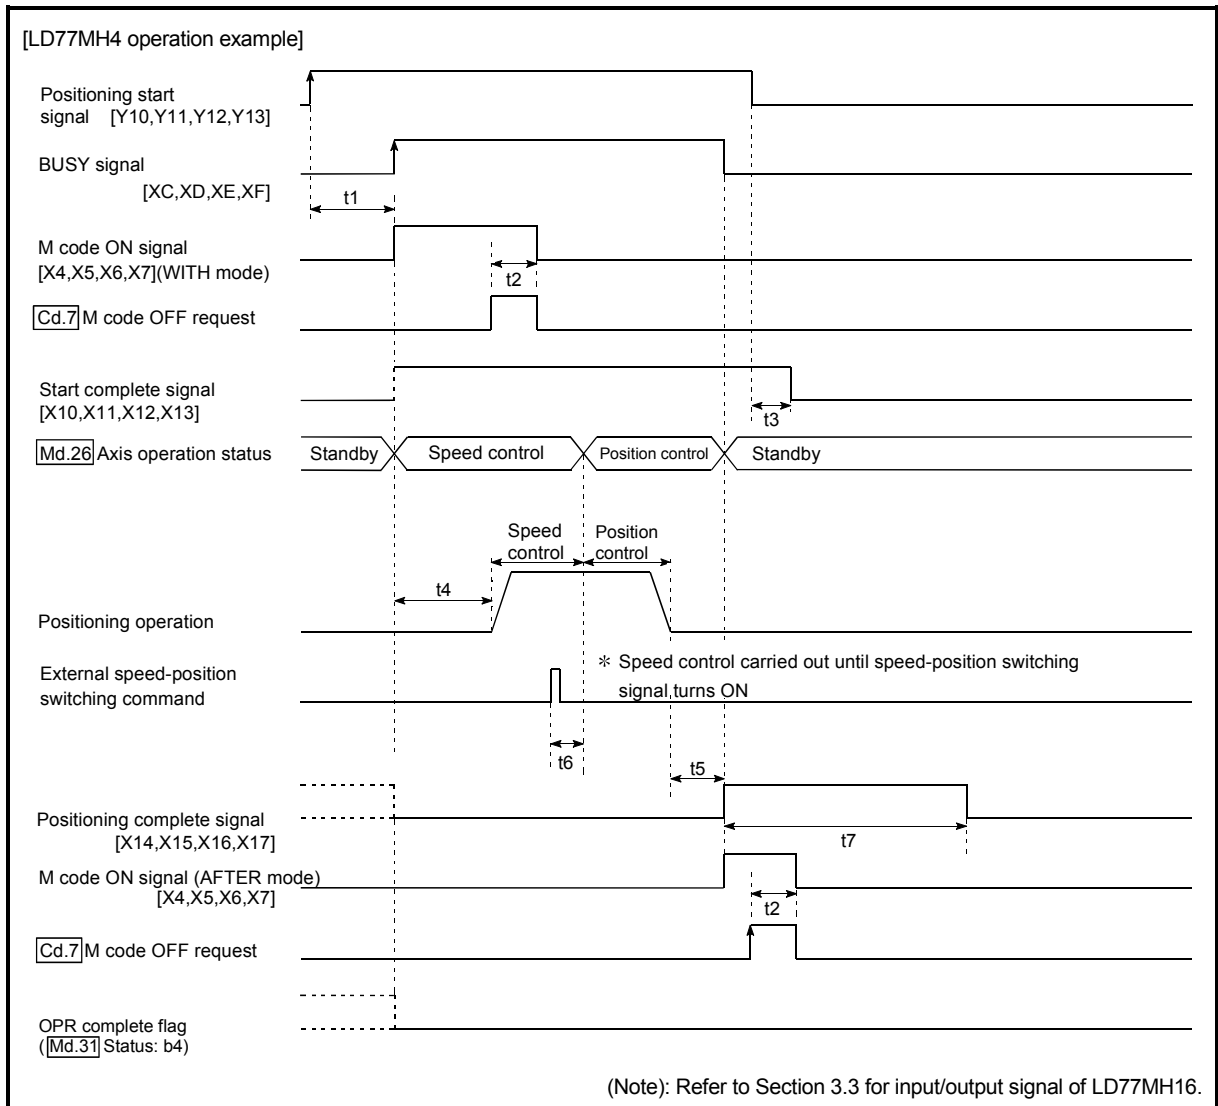 [LD77MH4 operation example]
Positioning start
signal [Y10,Y11,Y12,Y13]
BUSY signal
[XC,XD,XE,XF]
t1
M code ON signal
[X4,X5,X6,X7](WITH mode)
t2
Cd.7 M code OFF request
Start complete signal
[X10,X11,X12,X13]
t3
Md.26 Axis operation status
Standby
Speed control
Position control
Standby
Speed
control
Position
control
t4
Positioning operation
External speed-position
switching command
* Speed control carried out until speed-position switching
signal turns ON
t6
t5
Positioning complete signal
[X14,X15,X16,X17]
t7
M code ON signal (AFTER mode)
[X4,X5,X6,X7]
t2
Cd.7 M code OFF request
OPR complete flag
( Md.31 Status: b4)
(Note): Refer to Section 3.3 for input/output signal of LD77MH16.